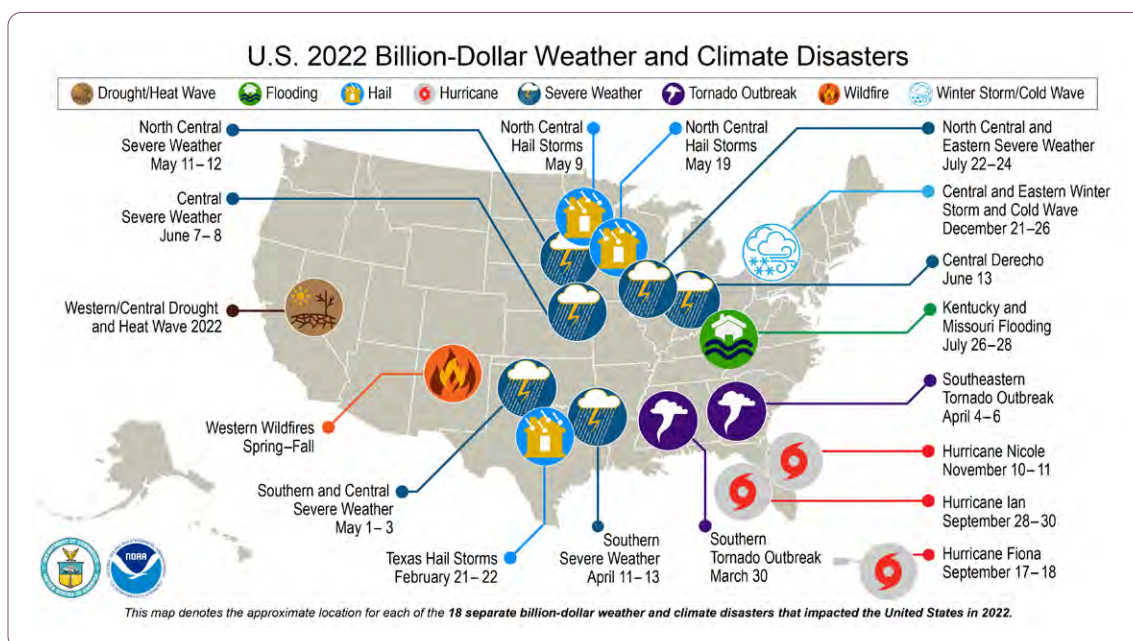 U.S. 2022 Billion-Dollar Weather and Climate Disasters
Drought/Heat Wave Flooding Hail Hurricane Severe Weather Tornado Outbreak Wildfire Winter Storm/Cold Wave
North Central
Severe Weather
May 11–12
North Central
Hail Storms
May 9
North Central
Hail Storms
May 19
North Central and
Eastern Severe Weather
July 22–24
Central
Severe Weather
June 7–8
Central and Eastern Winter
Storm and Cold Wave
December 21–26
Central Derecho
June 13
Western/Central Drought
and Heat Wave 2022
Kentucky and
Missouri Flooding
July 26–28
Southeastern
Tornado Outbreak
April 4–6
Western Wildfires
Spring–Fall
Hurricane Nicole
November 10–11
Southern and Central
Severe Weather
May 1–3
Hurricane Ian
September 28–30
Texas Hail Storms
February 21–22
Southern
Severe Weather
April 11–13
Southern
Tornado Outbreak
March 30
Hurricane Fiona
September 17–18
NOAA
This map denotes the approximate location for each of the 18 separate billion-dollar weather and climate disasters that impacted the United States in 2022.